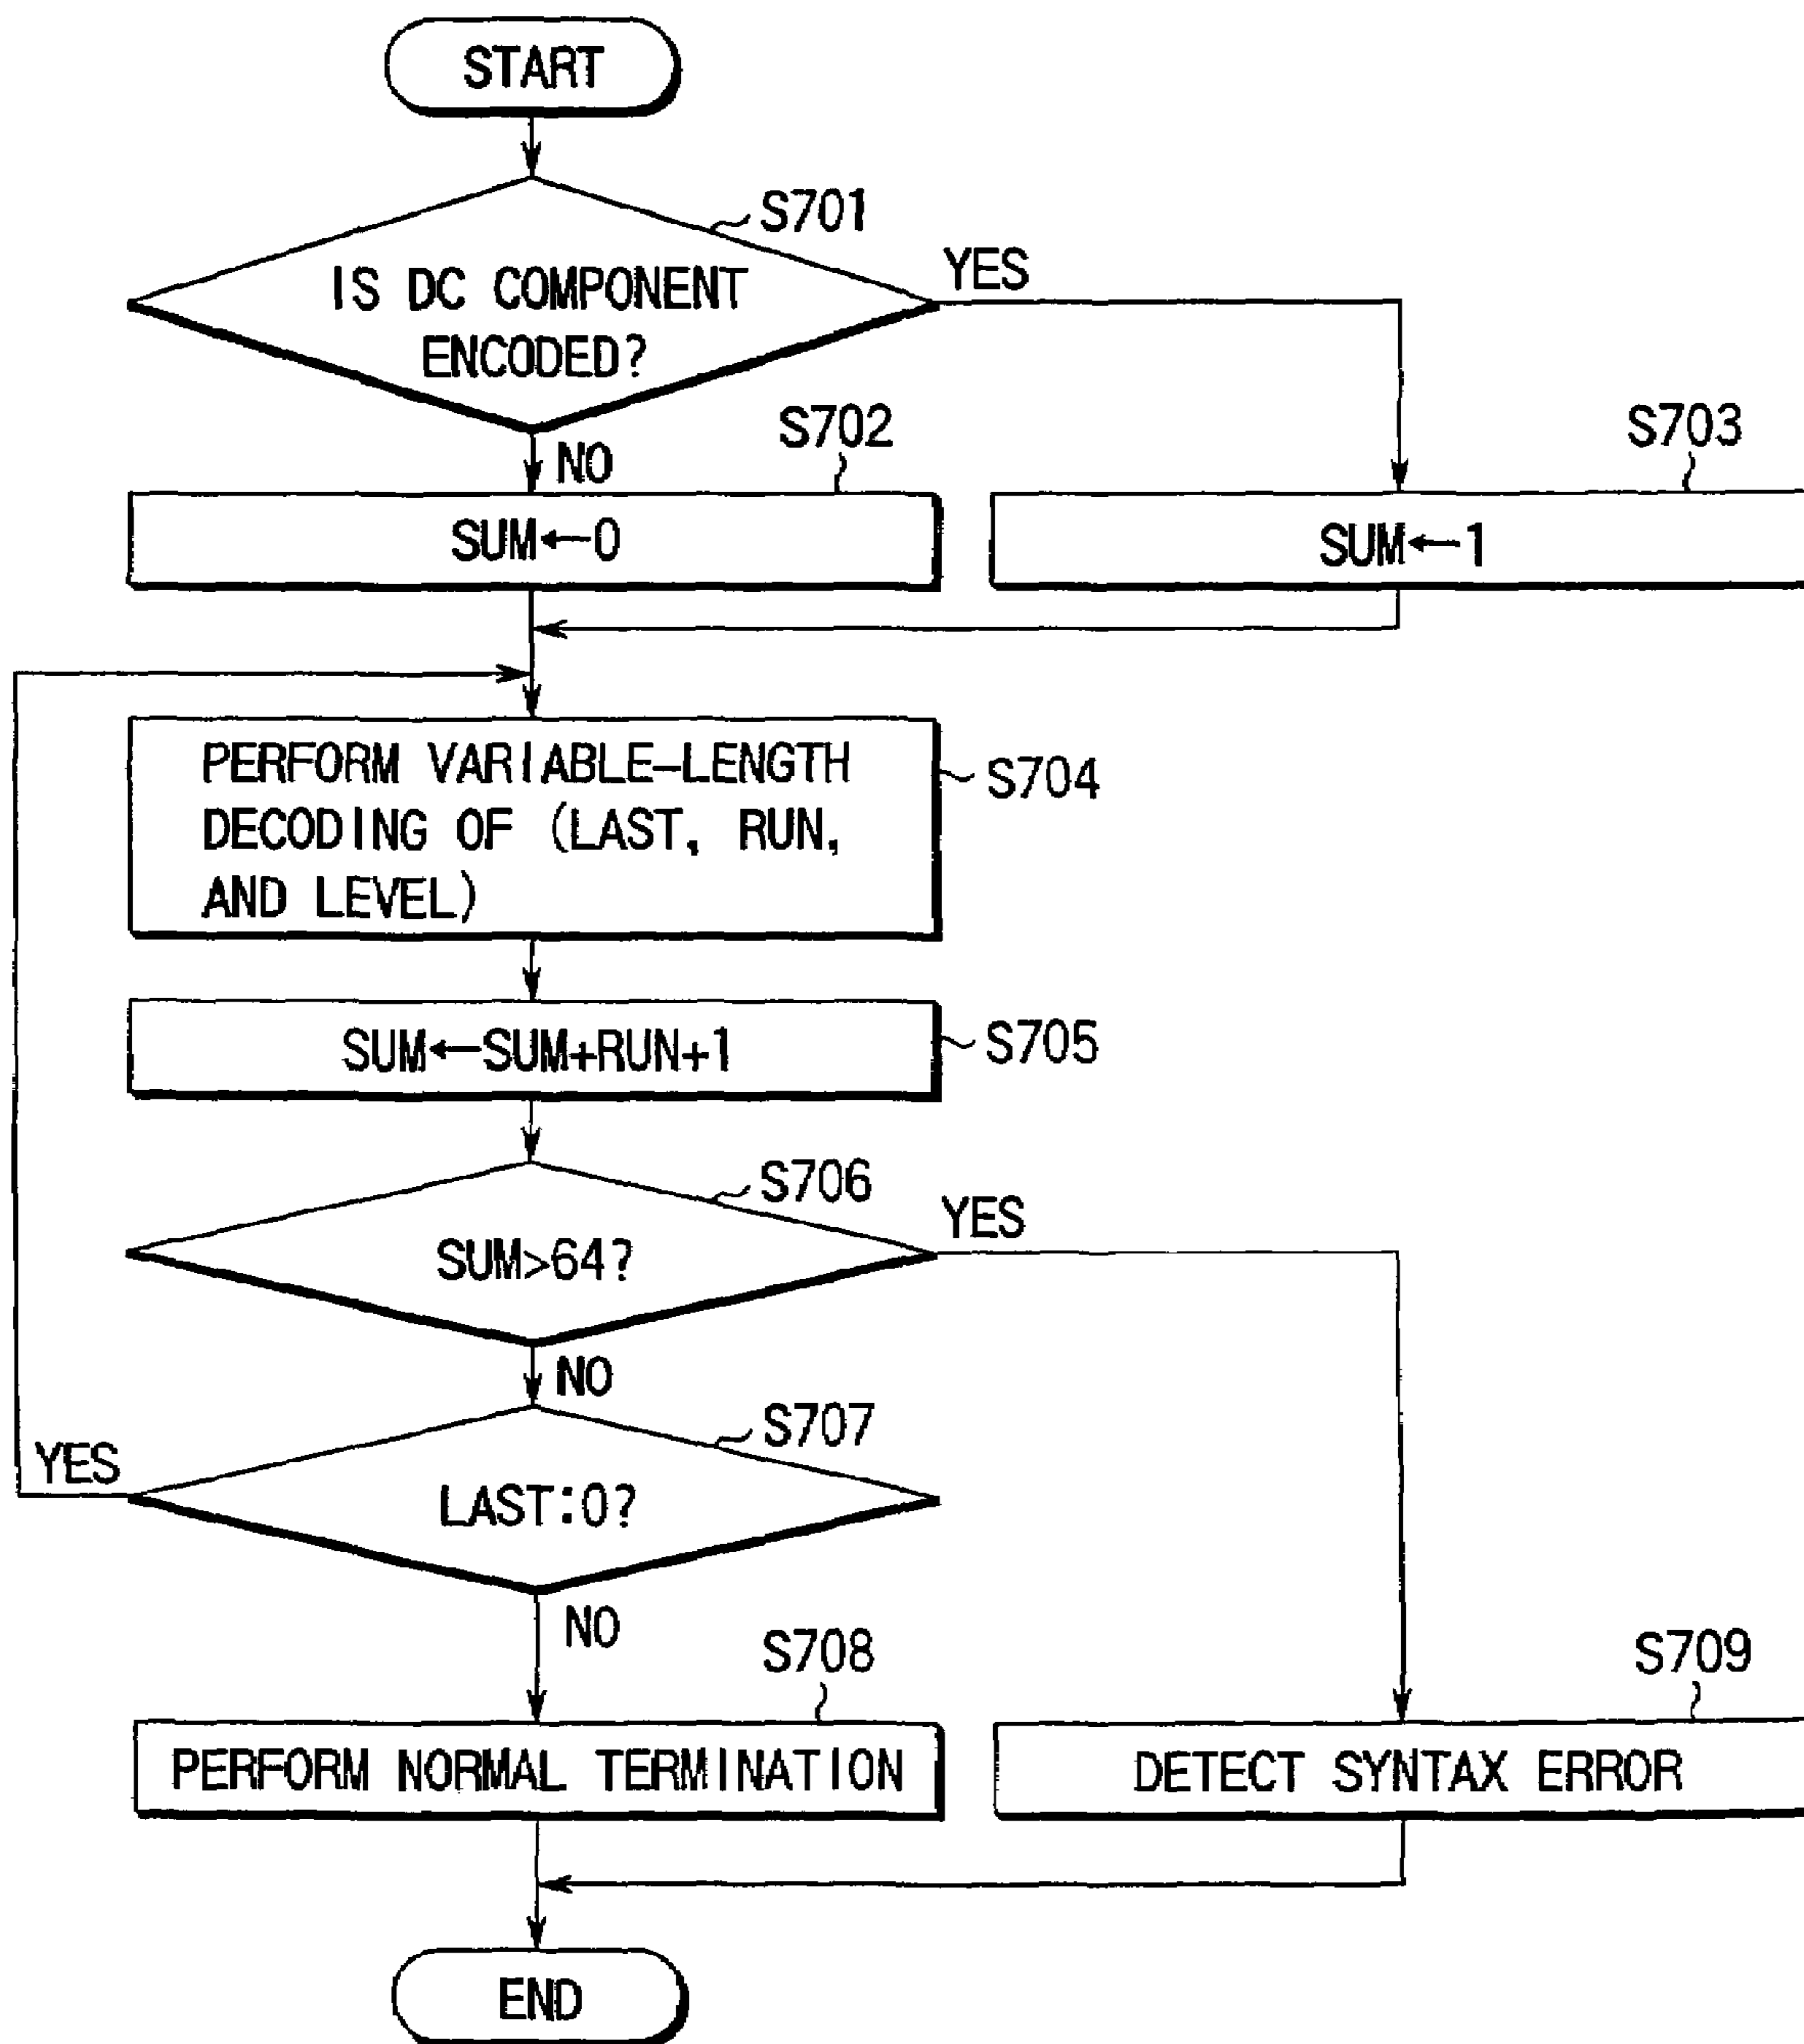 START
S701
IS DC COMPONENT
ENCODED?
YES
NO
S702
S703
SUM←0
SUM←1
PERFORM VARIABLE-LENGTH
DECODING OF (LAST, RUN,
AND LEVEL)
S704
SUM←SUM+RUN+1
S705
S706
SUM>64?
YES
NO
S707
YES
LAST:0?
NO
S708
S709
PERFORM NORMAL TERMINATION
DETECT SYNTAX ERROR
END